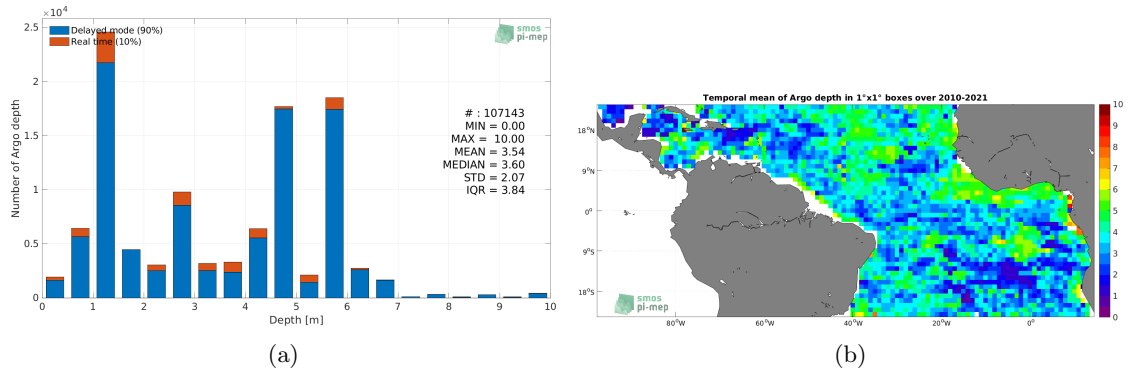 2.5 ×10⁴
Delayed mode (90%)
Real time (10%)
smos
pi-mep
2
1.5
1
0.5
0
Number of Argo depth
# : 107143
MIN = 0.00
MAX = 10.00
MEAN = 3.54
MEDIAN = 3.60
STD = 2.07
IQR = 3.84
0 1 2 3 4 5 6 7 8 9 10
Depth [m]
(a)
Temporal mean of Argo depth in 1°x1° boxes over 2010-2021
18°N
9°N
0°
9°S
18°S
80°W 60°W 40°W 20°W 0°
smos
pi-mep
10
9
8
7
6
5
4
3
2
1
0
(b)